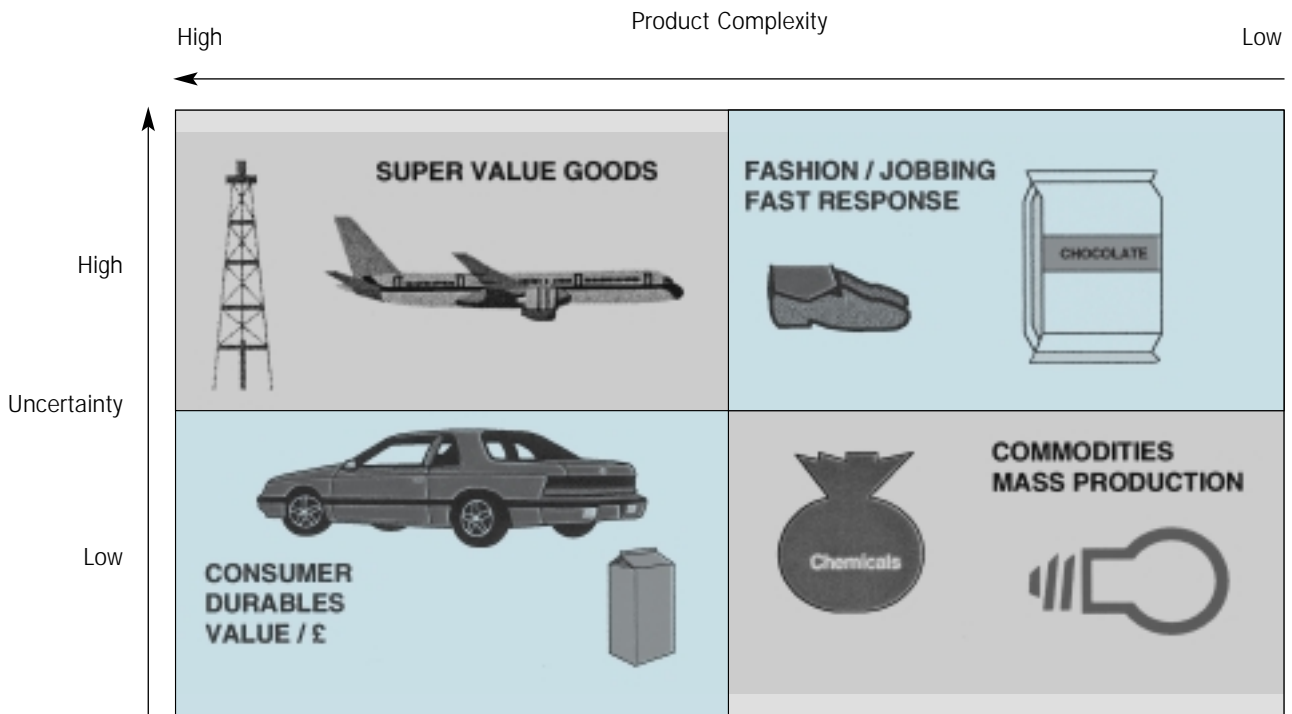 Product Complexity
High
Low
SUPER VALUE GOODS
FASHION / JOBBING
FAST RESPONSE
CHOCOLATE
High
Uncertainty
Low
CONSUMER
DURABLES
VALUE / £
COMMODITIES
MASS PRODUCTION
Chemicals